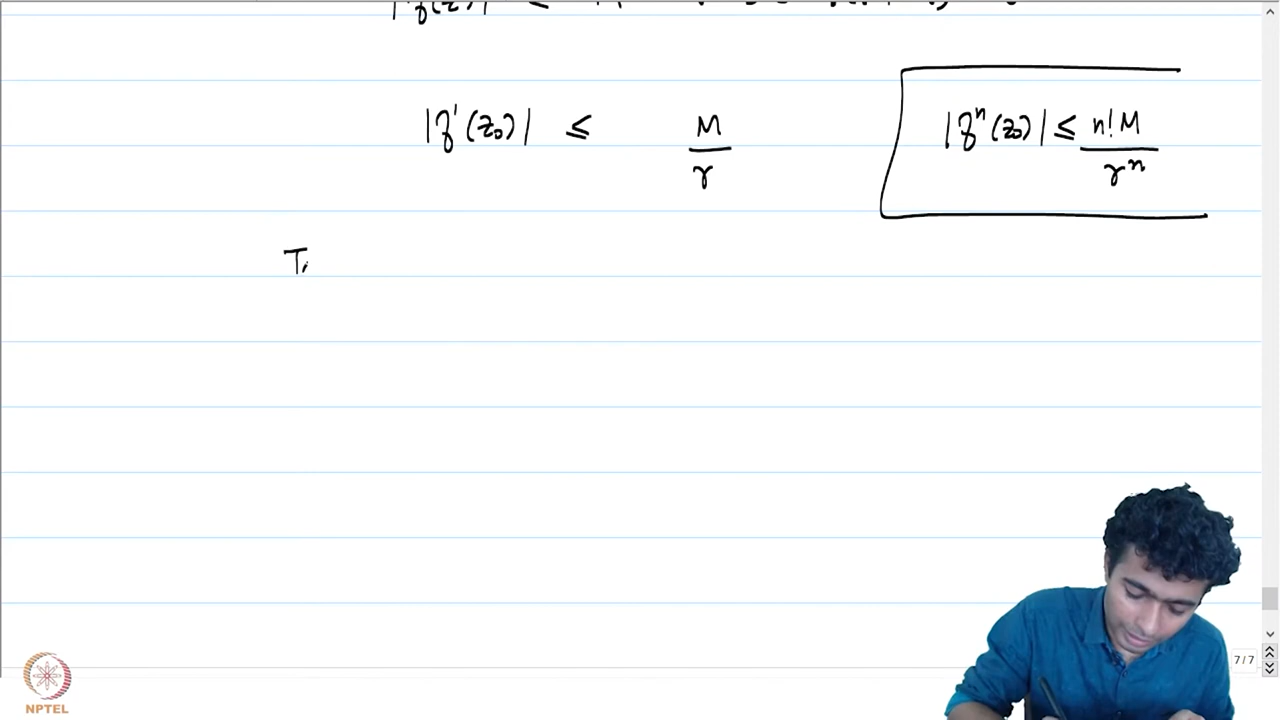 |f'(z₀)| ≤ M/r
|fⁿ(z₀)| ≤ n!M/rⁿ
T
7 / 7
NPTEL